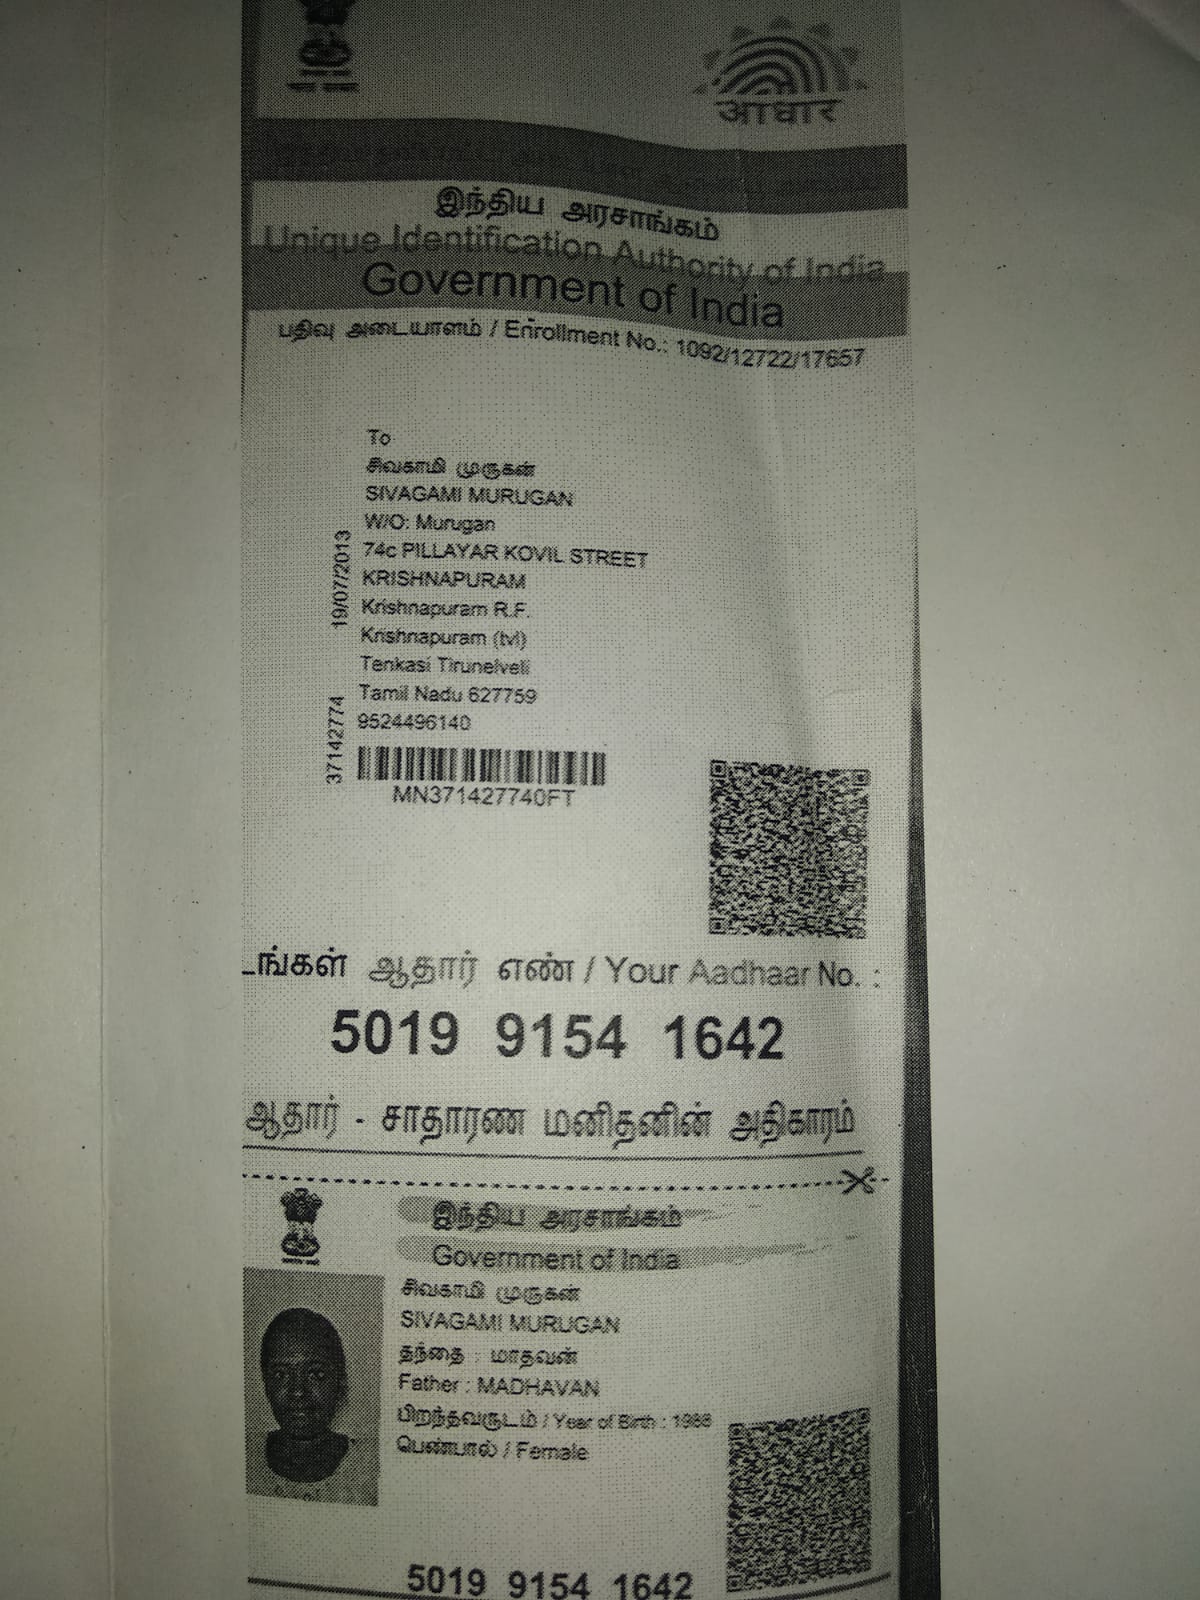 आधार
இந்திய அரசாங்கம்
Unique Identification Authority of India
Government of India
பதிவு அடையாளம் / Enrollment No.: 1092/12722/17657
To
சிவகாமி முருகன்
SIVAGAMI MURUGAN
W/O: Murugan
74c PILLAYAR KOVIL STREET
KRISHNAPURAM
Krishnapuram R.F.
Krishnapuram (tvl)
Tenkasi Tirunelveli
Tamil Nadu 627759
9524496140
19/07/2013
37142774
MN371427740FT
ங்கள் ஆதார் எண் / Your Aadhaar No. :
5019 9154 1642
ஆதார் - சாதாரண மனிதனின் அதிகாரம்
இந்திய அரசாங்கம்
Government of India
சிவகாமி முருகன்
SIVAGAMI MURUGAN
தந்தை : மாதவன்
Father : MADHAVAN
பிறந்தவருடம் / Year of Birth : 1988
பெண்பால் / Female
5019 9154 1642